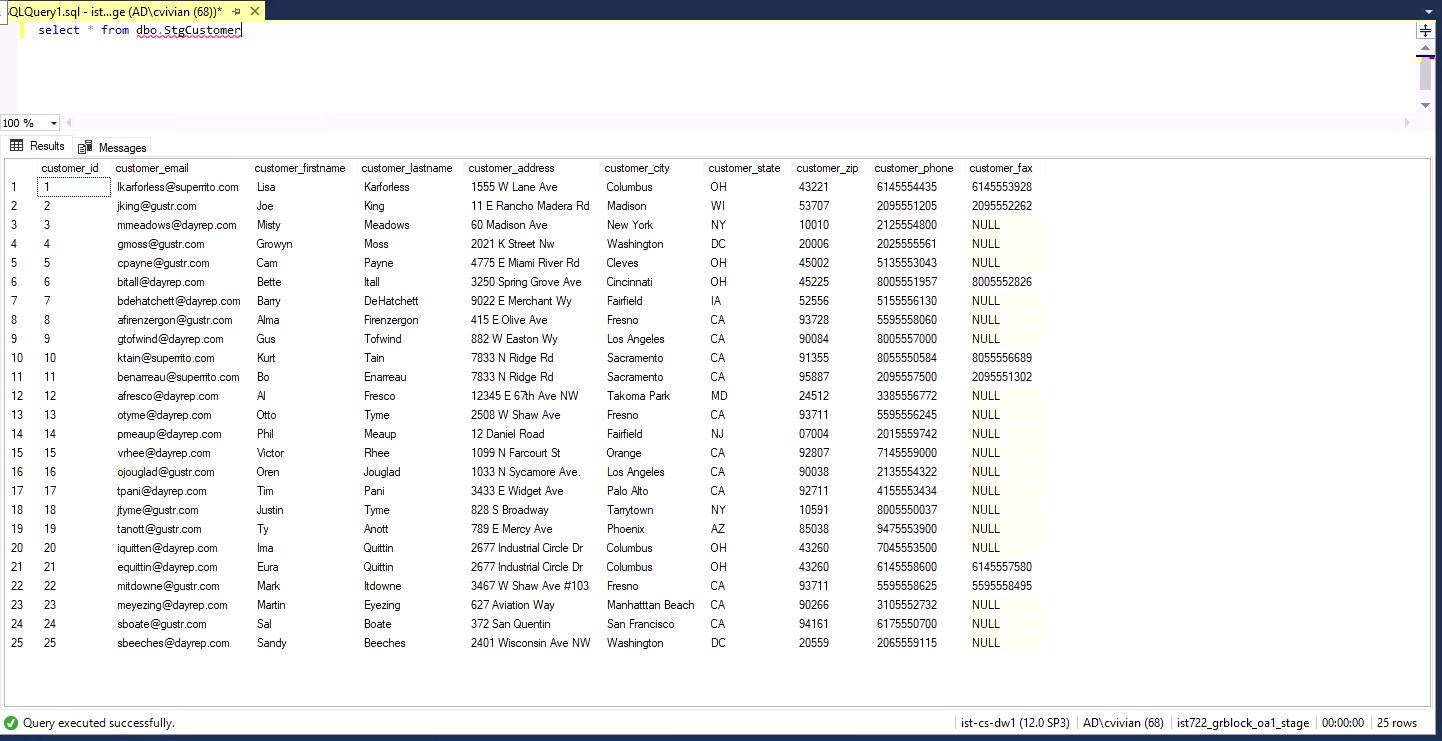 SQLQuery1.sql - ist...ge (AD\cvivian (68))*
select * from dbo.StgCustomer
100 %
Results Messages
customer_id customer_email customer_firstname customer_lastname customer_address customer_city customer_state customer_zip customer_phone customer_fax
1 1 lkarforless@superrito.com Lisa Karforless 1555 W Lane Ave Columbus OH 43221 6145554435 6145553928
2 2 jking@gustr.com Joe King 11 E Rancho Madera Rd Madison WI 53707 2095551205 2095552262
3 3 mmeadows@dayrep.com Misty Meadows 60 Madison Ave New York NY 10010 2125554800 NULL
4 4 gmoss@gustr.com Growyn Moss 2021 K Street Nw Washington DC 20006 2025555561 NULL
5 5 cpayne@gustr.com Cam Payne 4775 E Miami River Rd Cleves OH 45002 5135553043 NULL
6 6 bitall@dayrep.com Bette Itall 3250 Spring Grove Ave Cincinnati OH 45225 8005551957 8005552826
7 7 bdehatchett@dayrep.com Barry DeHatchett 9022 E Merchant Wy Fairfield IA 52556 5155556130 NULL
8 8 afirenzergon@gustr.com Alma Firenzergon 415 E Olive Ave Fresno CA 93728 5595558060 NULL
9 9 gtofwind@dayrep.com Gus Tofwind 882 W Easton Wy Los Angeles CA 90084 8005557000 NULL
10 10 ktain@superrito.com Kurt Tain 7833 N Ridge Rd Sacramento CA 91355 8055550584 8055556689
11 11 benarreau@superrito.com Bo Enarreau 7833 N Ridge Rd Sacramento CA 95887 2095557500 2095551302
12 12 afresco@dayrep.com Al Fresco 12345 E 67th Ave NW Takoma Park MD 24512 3385556772 NULL
13 13 otyme@dayrep.com Otto Tyme 2508 W Shaw Ave Fresno CA 93711 5595556245 NULL
14 14 pmeaup@dayrep.com Phil Meaup 12 Daniel Road Fairfield NJ 07004 2015559742 NULL
15 15 vrhee@dayrep.com Victor Rhee 1099 N Farcourt St Orange CA 92807 7145559000 NULL
16 16 ojouglad@gustr.com Oren Jouglad 1033 N Sycamore Ave. Los Angeles CA 90038 2135554322 NULL
17 17 tpani@dayrep.com Tim Pani 3433 E Widget Ave Palo Alto CA 92711 4155553434 NULL
18 18 jtyme@gustr.com Justin Tyme 828 S Broadway Tarrytown NY 10591 8005550037 NULL
19 19 tanott@gustr.com Ty Anott 789 E Mercy Ave Phoenix AZ 85038 9475553900 NULL
20 20 iquitten@dayrep.com Ima Quittin 2677 Industrial Circle Dr Columbus OH 43260 7045553500 NULL
21 21 equittin@dayrep.com Eura Quittin 2677 Industrial Circle Dr Columbus OH 43260 6145558600 6145557580
22 22 mitdowne@gustr.com Mark Itdowne 3467 W Shaw Ave #103 Fresno CA 93711 5595558625 5595558495
23 23 meyezing@dayrep.com Martin Eyezing 627 Aviation Way Manhatttan Beach CA 90266 3105552732 NULL
24 24 sboate@gustr.com Sal Boate 372 San Quentin San Francisco CA 94161 6175550700 NULL
25 25 sbeeches@dayrep.com Sandy Beeches 2401 Wisconsin Ave NW Washington DC 20559 2065559115 NULL
Query executed successfully. ist-cs-dw1 (12.0 SP3) AD\cvivian (68) ist722_grblock_oa1_stage 00:00:00 25 rows